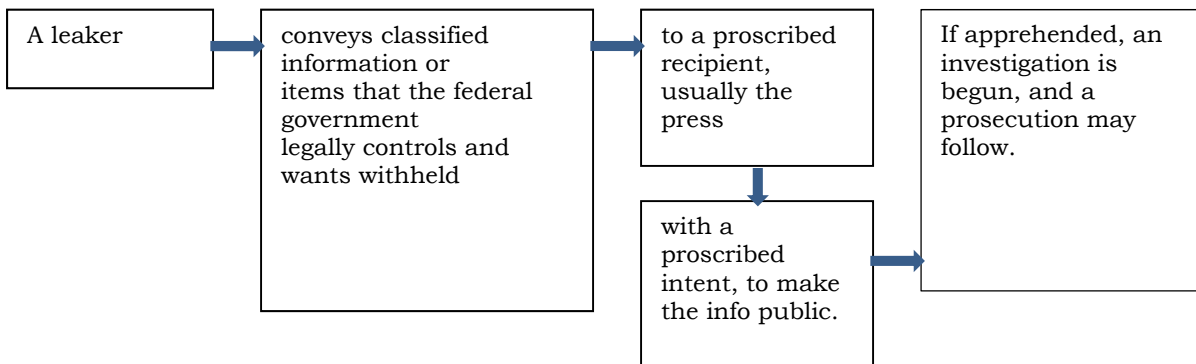 A leaker
conveys classified
information or
items that the federal
government
legally controls and
wants withheld
to a proscribed
recipient,
usually the
press
with a
proscribed
intent, to make
the info public.
If apprehended, an
investigation is
begun, and a
prosecution may
follow.